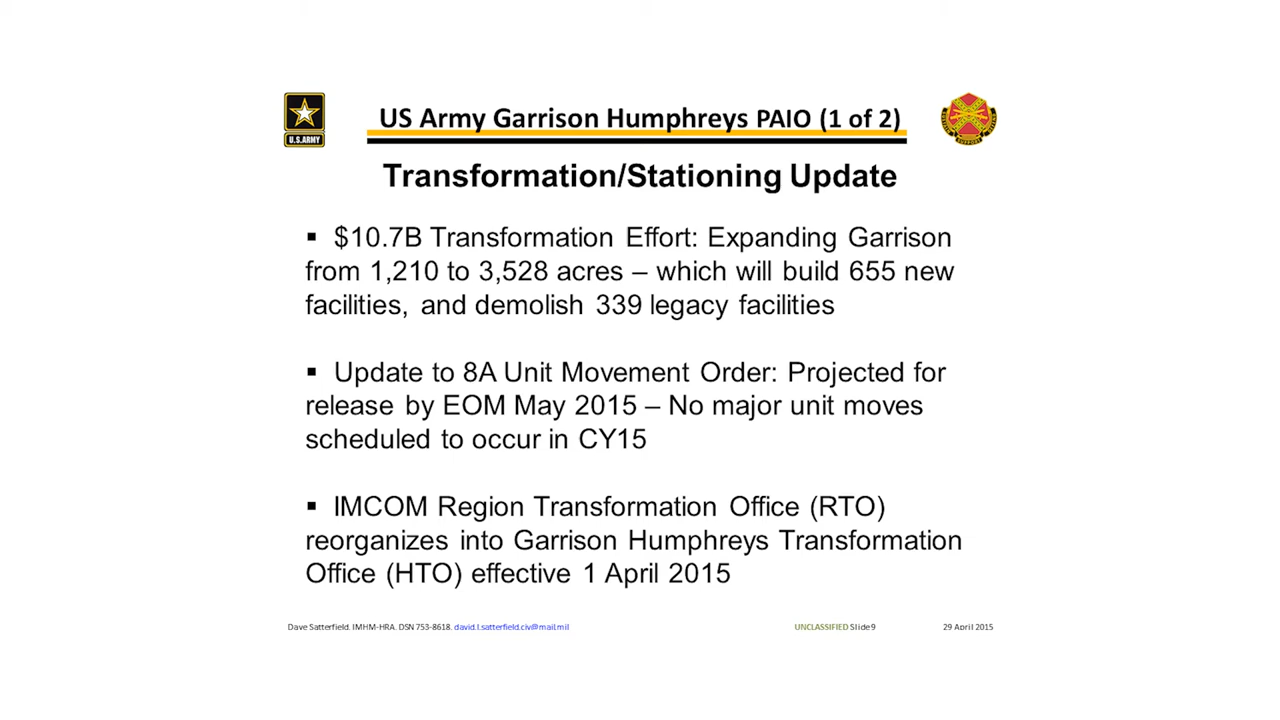 US Army Garrison Humphreys PAIO (1 of 2)
U.S.ARMY
SUPPORT
Transformation/Stationing Update
▪ $10.7B Transformation Effort: Expanding Garrison
from 1,210 to 3,528 acres – which will build 655 new
facilities, and demolish 339 legacy facilities
▪ Update to 8A Unit Movement Order: Projected for
release by EOM May 2015 – No major unit moves
scheduled to occur in CY15
▪ IMCOM Region Transformation Office (RTO)
reorganizes into Garrison Humphreys Transformation
Office (HTO) effective 1 April 2015
Dave Satterfield. IMHM-HRA. DSN 753-8618. david.l.satterfield.civ@mail.mil
UNCLASSIFIED Slide 9
29 April 2015